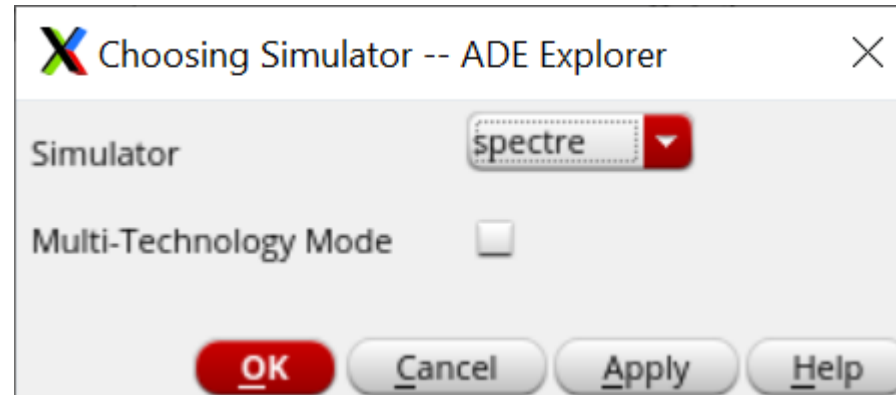 Choosing Simulator -- ADE Explorer
Simulator spectre
Multi-Technology Mode
OK Cancel Apply Help